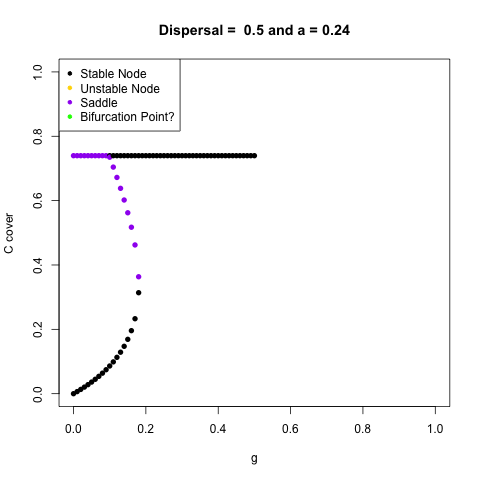 Dispersal =  0.5 and a = 0.24
Stable Node
Unstable Node
Saddle
Bifurcation Point?
C cover
1.0
0.8
0.6
0.4
0.2
0.0
0.0 0.2 0.4 0.6 0.8 1.0
g